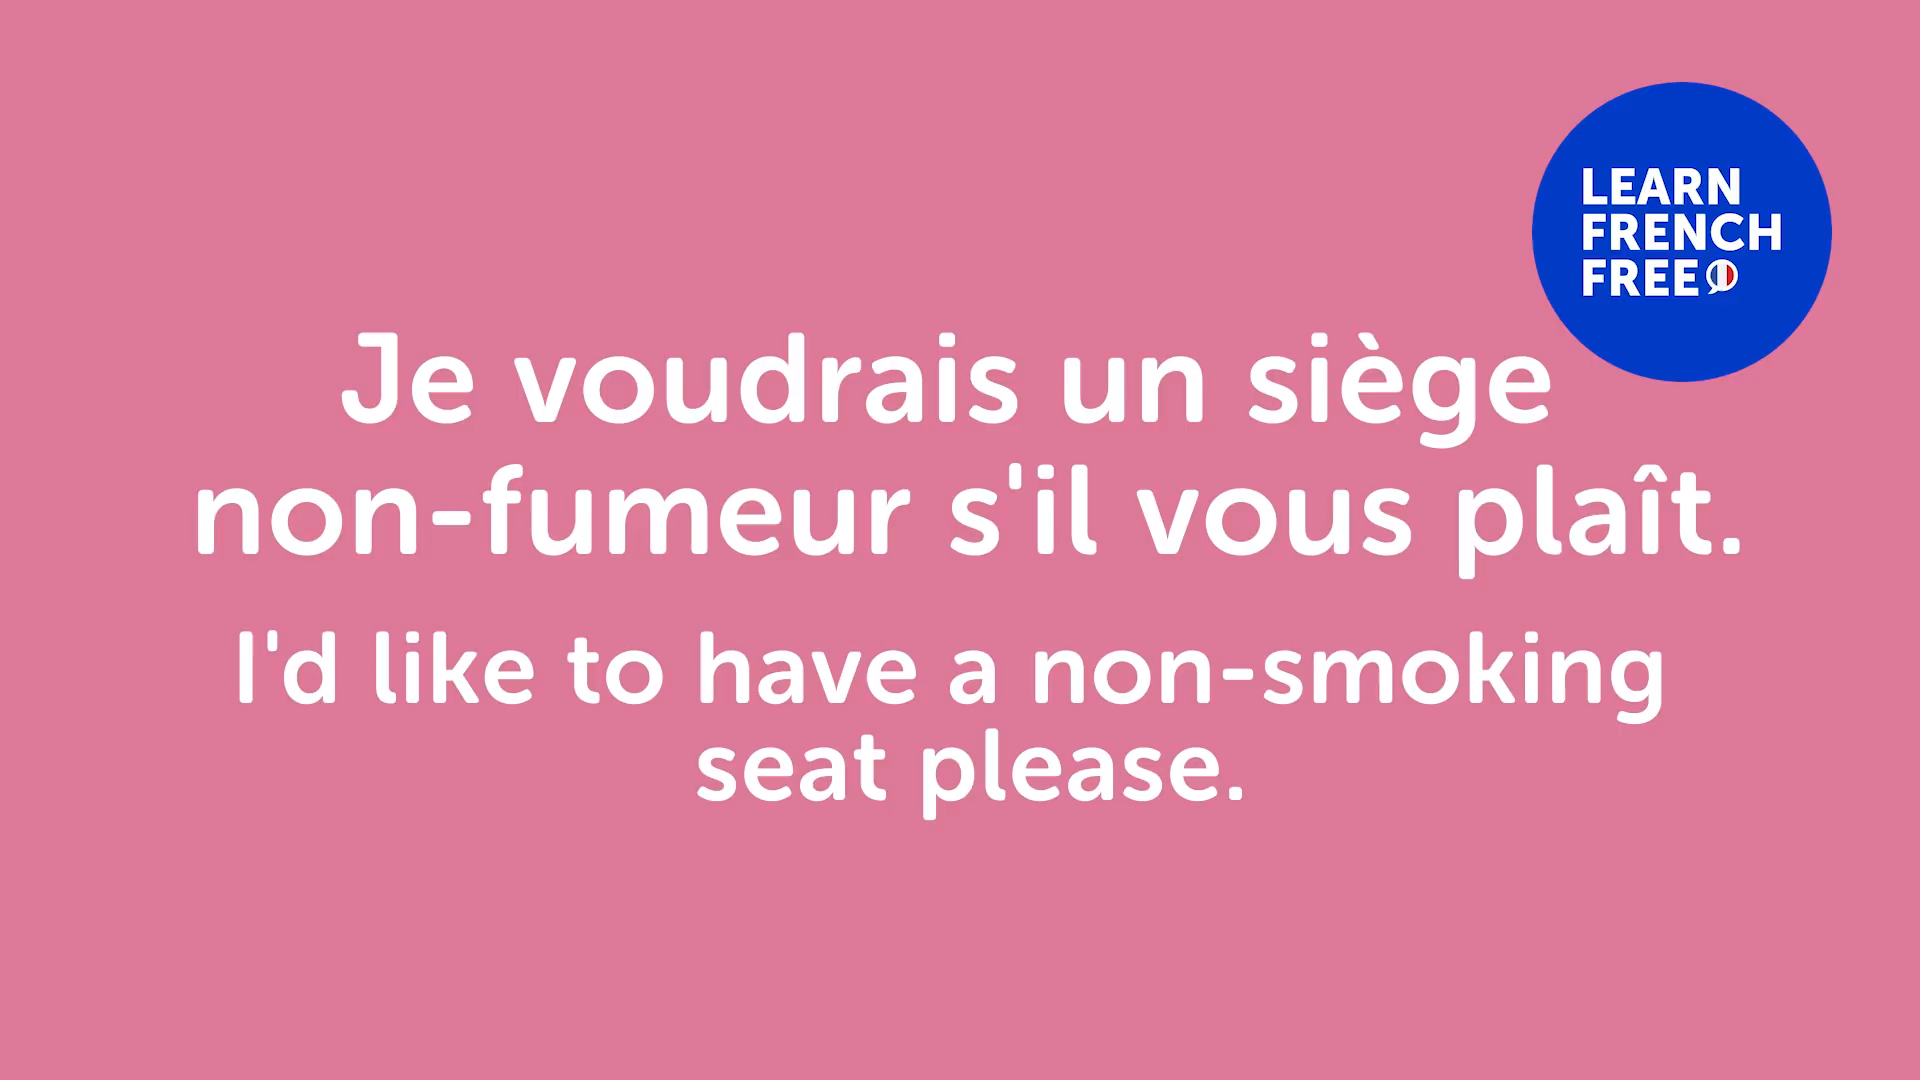 LEARN
FRENCH
FREE
Je voudrais un siège
non-fumeur s'il vous plaît.
I'd like to have a non-smoking
seat please.